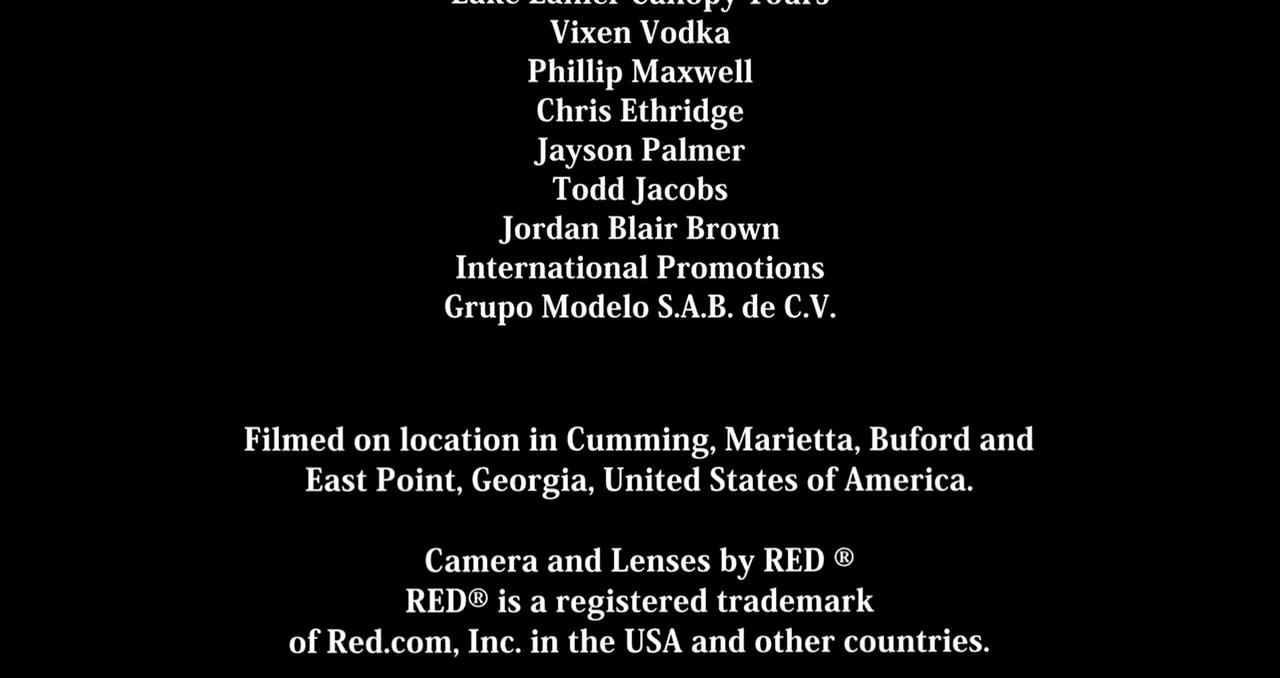 Lake Lanier Canopy Tours
Vixen Vodka
Phillip Maxwell
Chris Ethridge
Jayson Palmer
Todd Jacobs
Jordan Blair Brown
International Promotions
Grupo Modelo S.A.B. de C.V.
Filmed on location in Cumming, Marietta, Buford and
East Point, Georgia, United States of America.
Camera and Lenses by RED ®
RED® is a registered trademark
of Red.com, Inc. in the USA and other countries.